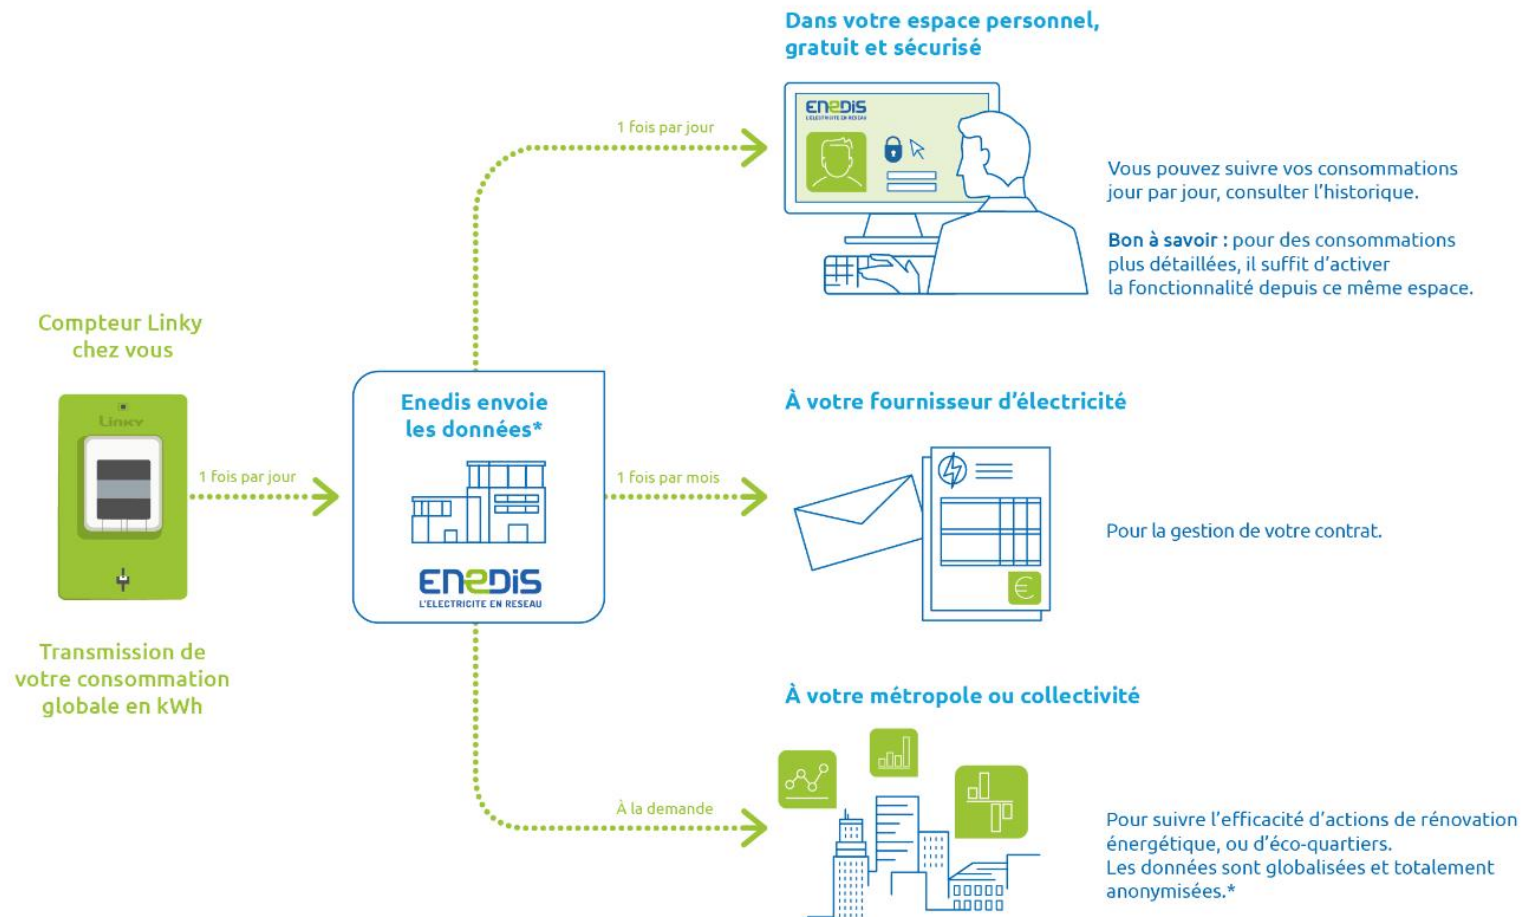 Dans votre espace personnel,
gratuit et sécurisé
ENEDIS
L'ELECTRICITE EN RESEAU
1 fois par jour
Vous pouvez suivre vos consommations
jour par jour, consulter l'historique.
Bon à savoir : pour des consommations
plus détaillées, il suffit d'activer
la fonctionnalité depuis ce même espace.
Compteur Linky
chez vous
Linky
1 fois par jour
Transmission de
votre consommation
globale en kWh
Enedis envoie
les données*
ENEDIS
L'ELECTRICITE EN RESEAU
1 fois par mois
À votre fournisseur d'électricité
€
Pour la gestion de votre contrat.
À votre métropole ou collectivité
À la demande
Pour suivre l'efficacité d'actions de rénovation
énergétique, ou d'éco-quartiers.
Les données sont globalisées et totalement
anonymisées.*